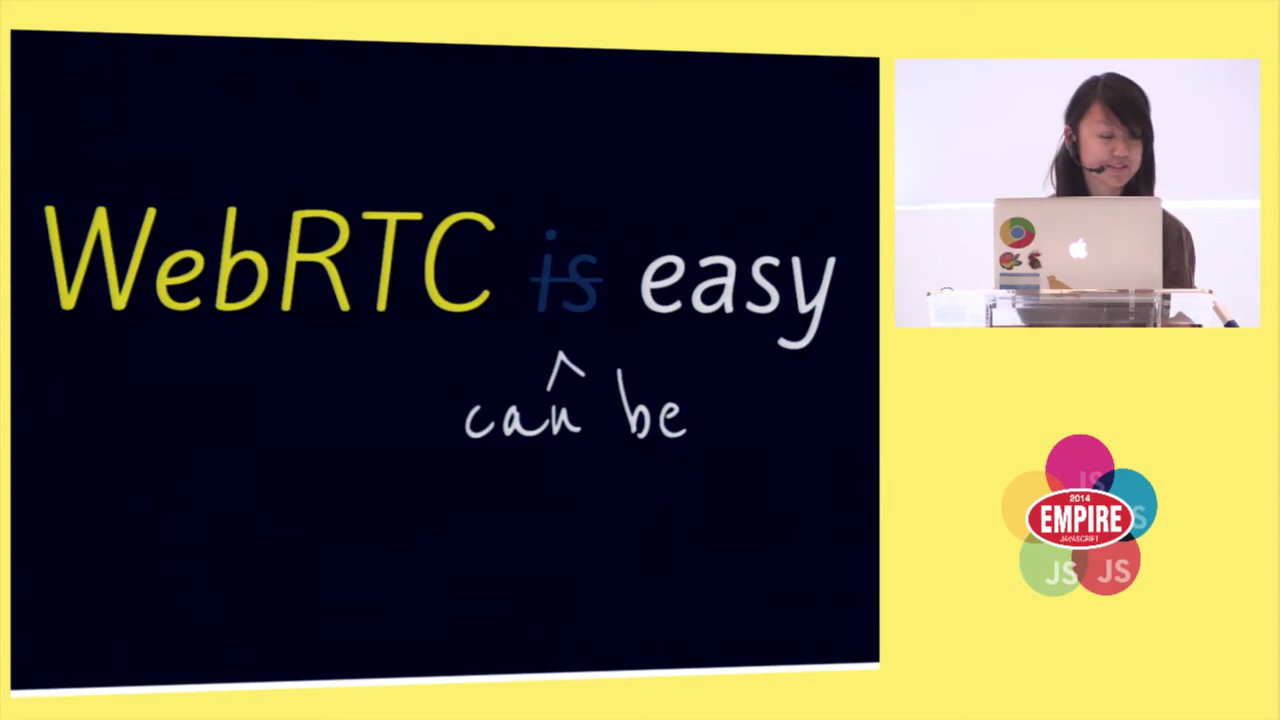 WebRTC is easy
can be
JS
2014
EMPIRE
JAVASCRIPT
S
JS
JS